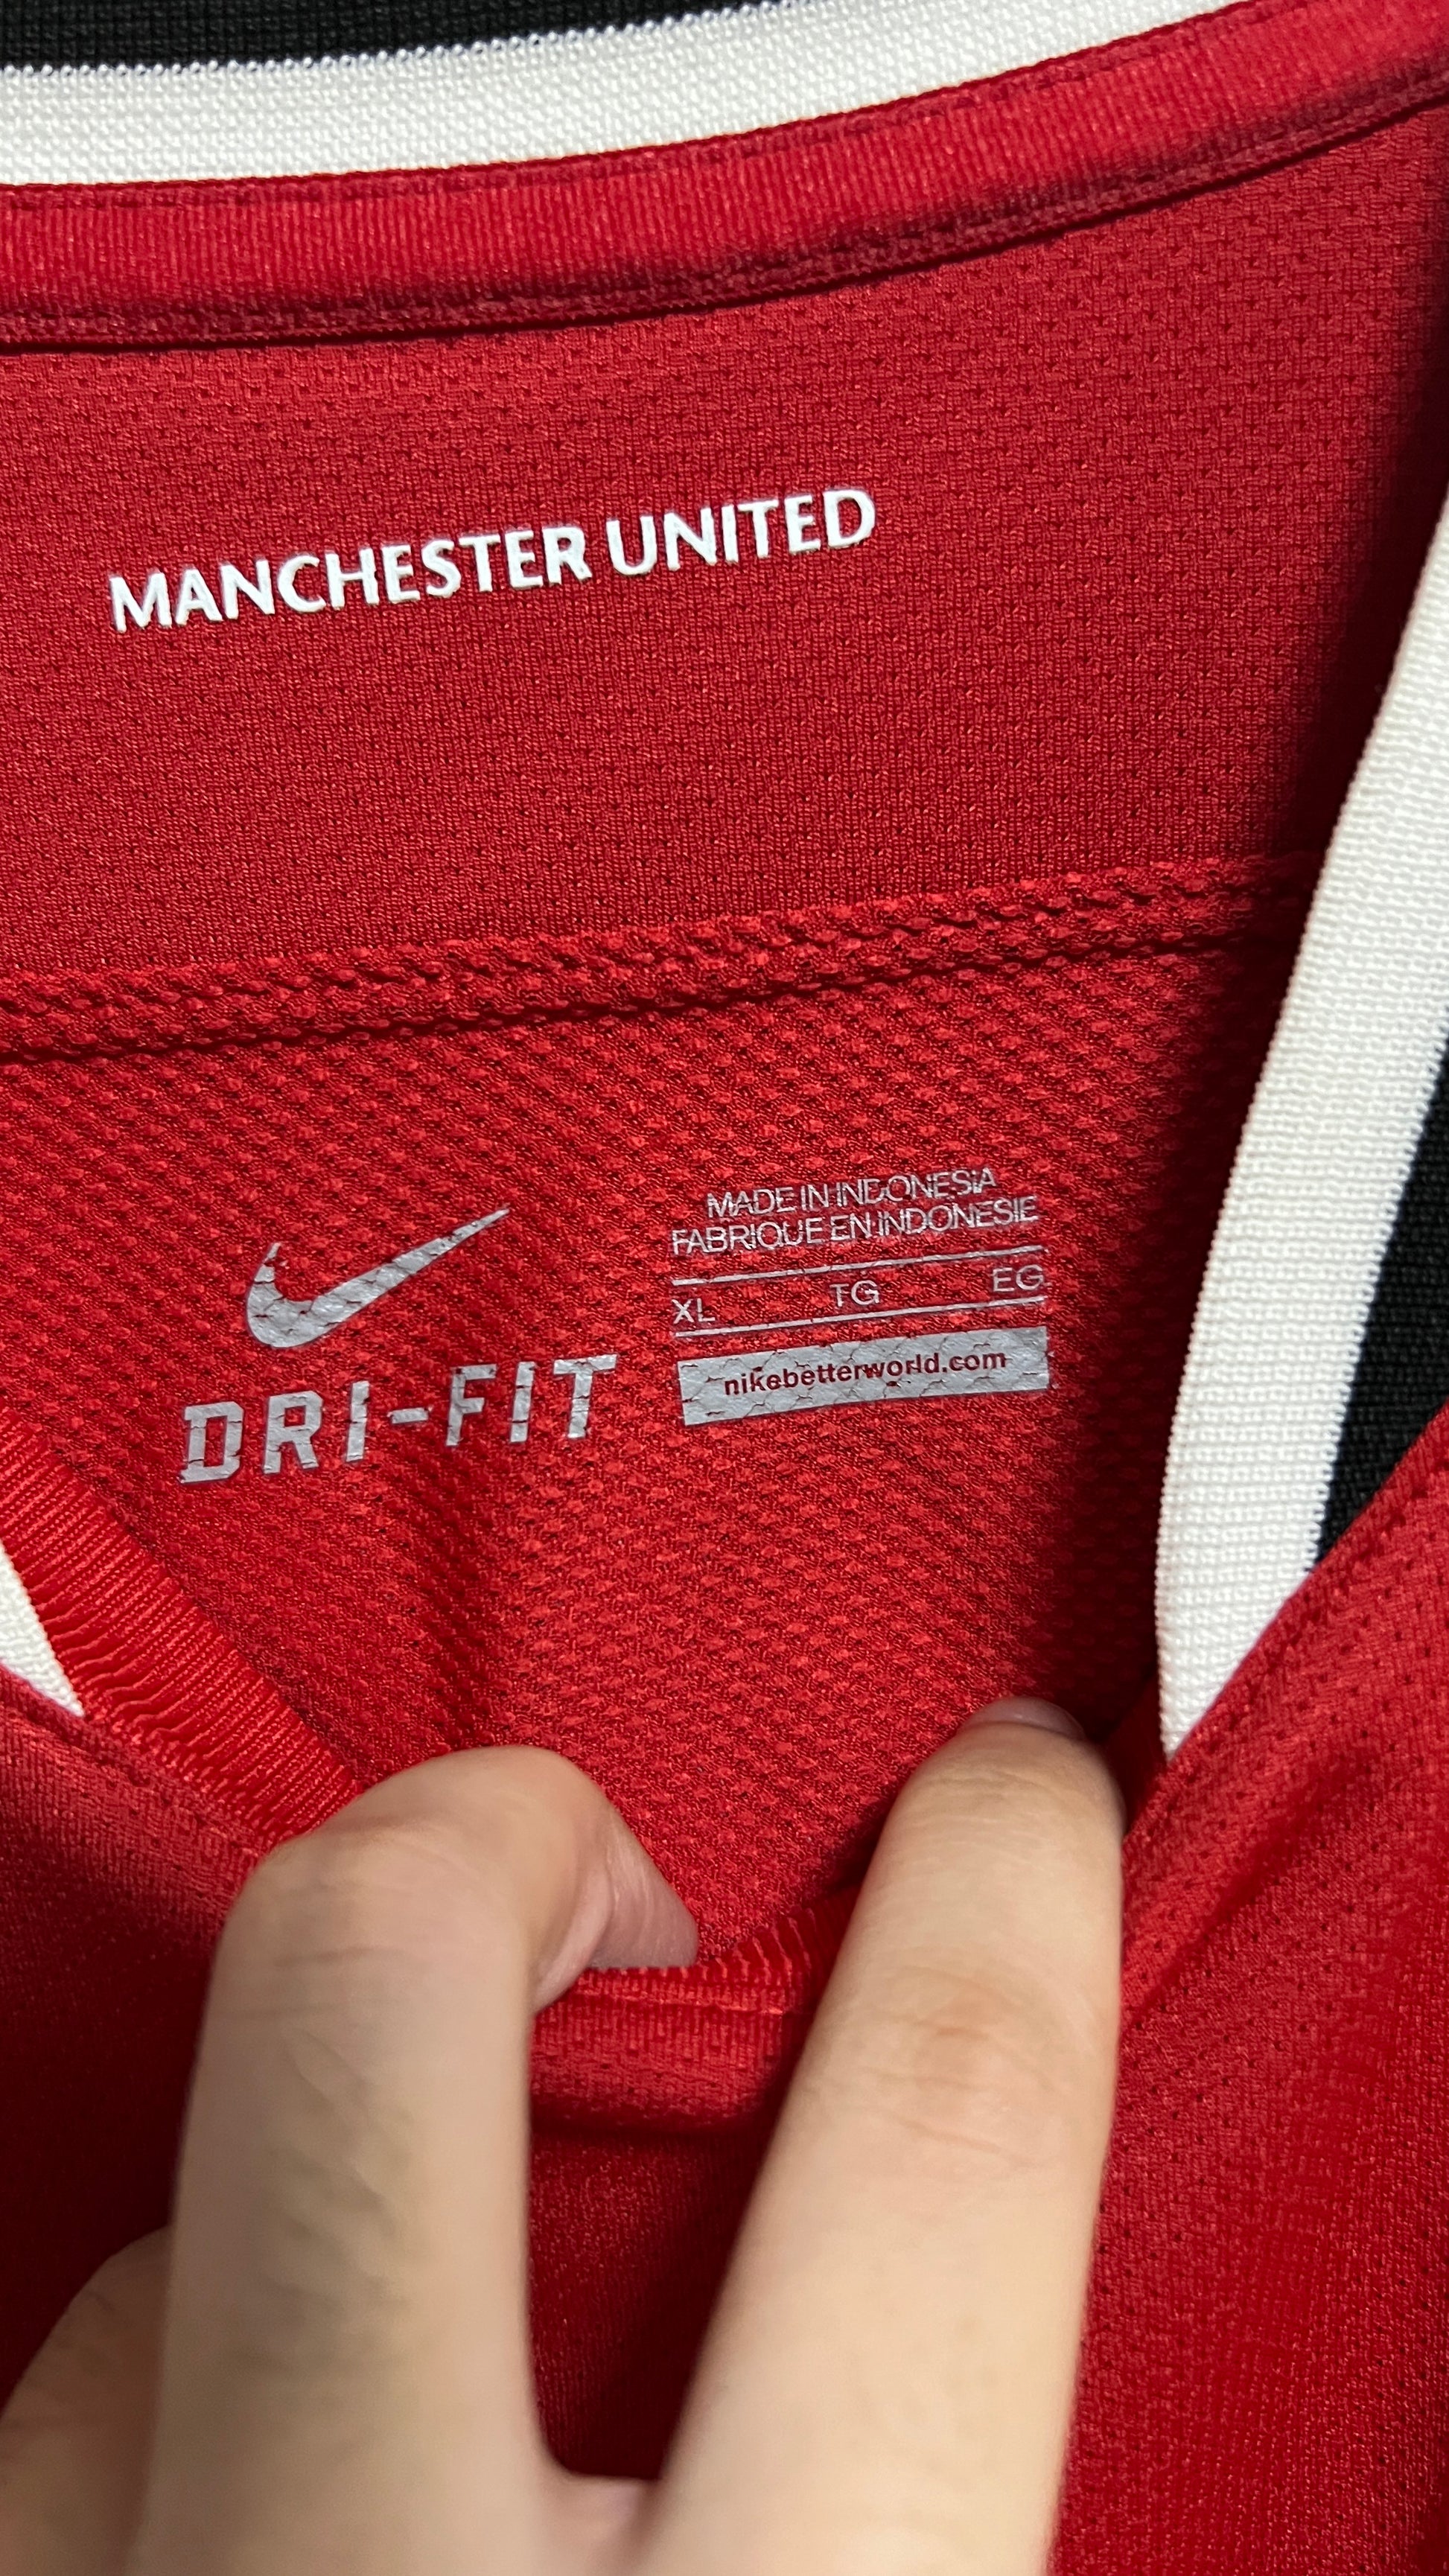 MANCHESTER UNITED
MADE IN INDONESIA
FABRIQUE EN INDONESIE
XL TG EG
nikebetterworld.com
DRI-FIT